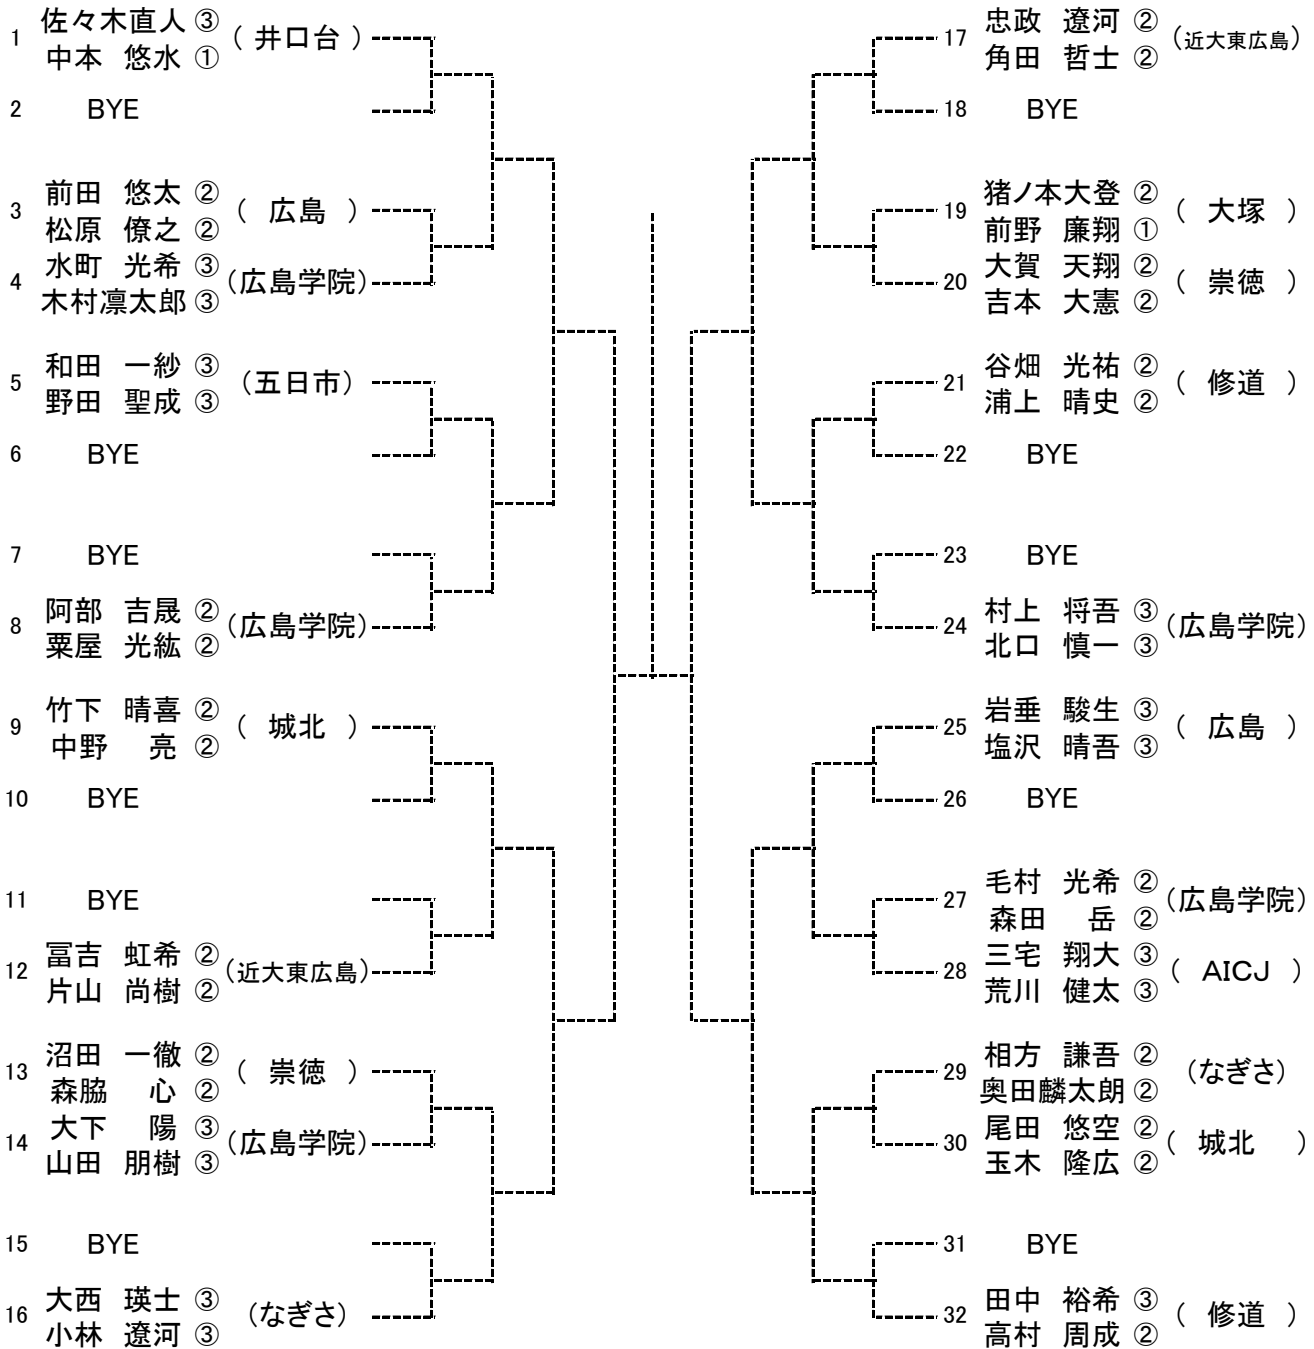 佐々木直人 ③
1 (井口台)
中本 悠水 ①
2 BYE
前田 悠太 ②
3 (広島)
松原 僚之 ②
水町 光希 ③
4 (広島学院)
木村凛太郎 ③
和田 一紗 ③
5 (五日市)
野田 聖成 ③
6 BYE
7 BYE
阿部 吉晟 ②
8 (広島学院)
粟屋 光紘 ②
竹下 晴喜 ②
9 (城北)
中野 亮 ②
10 BYE
11 BYE
冨吉 虹希 ②
12 (近大東広島)
片山 尚樹 ②
沼田 一徹 ②
13 (崇徳)
森脇 心 ②
大下 陽 ③
14 (広島学院)
山田 朋樹 ③
15 BYE
大西 瑛士 ③
16 (なぎさ)
小林 遼河 ③
忠政 遼河 ②
17 (近大東広島)
角田 哲士 ②
18 BYE
猪ノ本大登 ②
19 (大塚)
前野 廉翔 ①
大賀 天翔 ②
20 (崇徳)
吉本 大憲 ②
谷畑 光祐 ②
21 (修道)
浦上 晴史 ②
22 BYE
23 BYE
村上 将吾 ③
24 (広島学院)
北口 慎一 ③
岩垂 駿生 ③
25 (広島)
塩沢 晴吾 ③
26 BYE
毛村 光希 ②
27 (広島学院)
森田 岳 ②
三宅 翔大 ③
28 (AICJ)
荒川 健太 ③
相方 謙吾 ②
29 (なぎさ)
奥田麟太朗 ②
尾田 悠空 ②
30 (城北)
玉木 隆広 ②
31 BYE
田中 裕希 ③
32 (修道)
高村 周成 ②